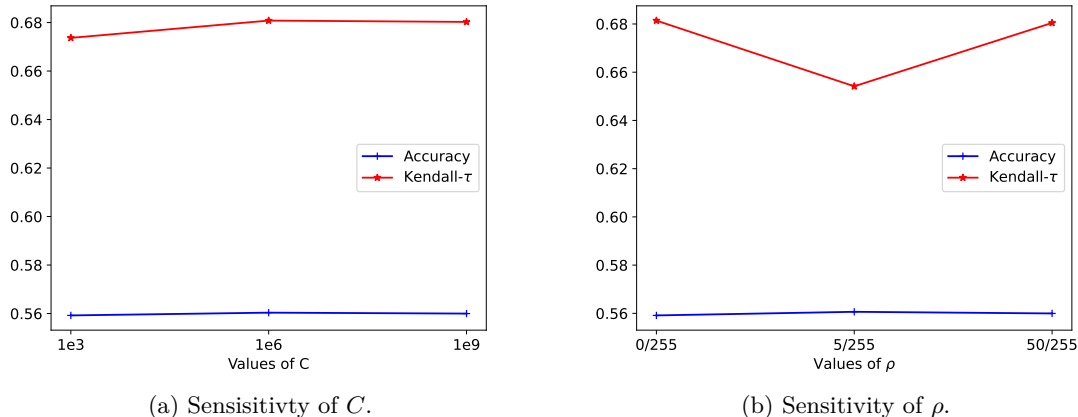 0.68
0.66
0.64
0.62
0.60
0.58
0.56
Accuracy
Kendall-τ
1e3 1e6 1e9
Values of C
(a) Sensisitivty of C.
0.68
0.66
0.64
0.62
0.60
0.58
0.56
Accuracy
Kendall-τ
0/255 5/255 50/255
Values of ρ
(b) Sensitivity of ρ.